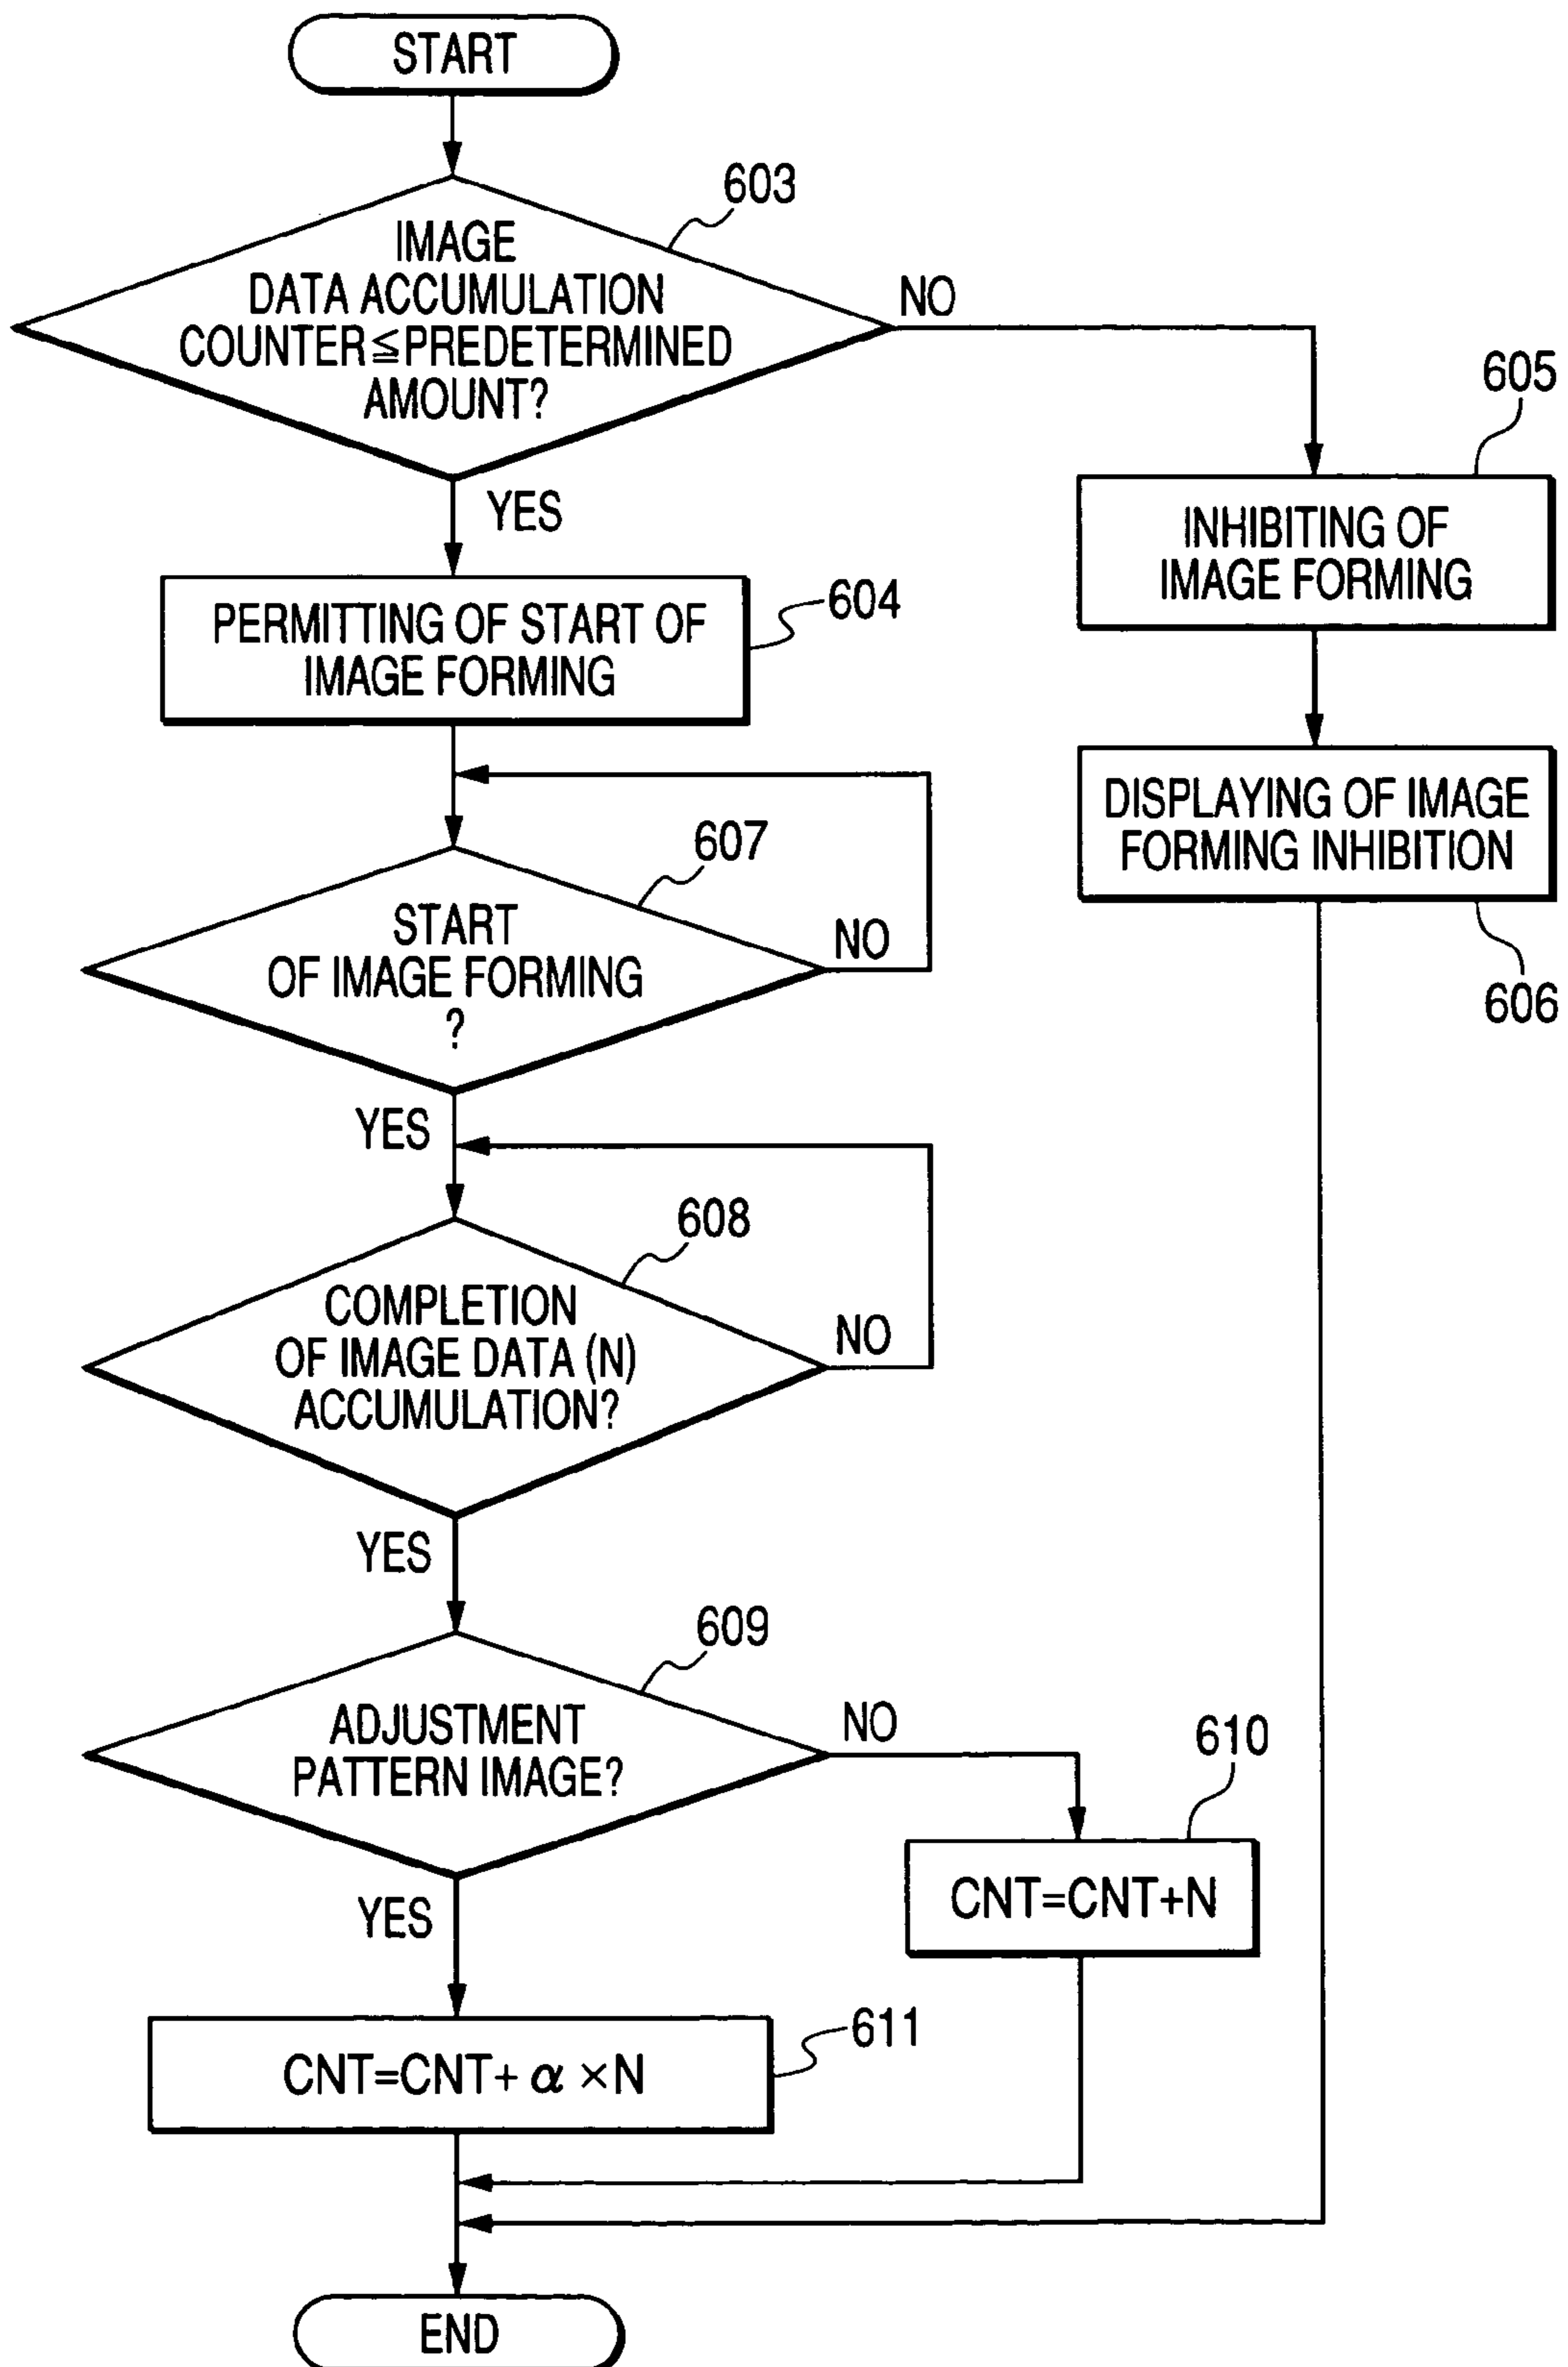 START
603
IMAGE
DATA ACCUMULATION
COUNTER≦PREDETERMINED
AMOUNT?
NO
YES
605
INHIBITING OF
IMAGE FORMING
PERMITTING OF START OF
IMAGE FORMING
604
DISPLAYING OF IMAGE
FORMING INHIBITION
606
607
START
OF IMAGE FORMING
?
NO
YES
608
COMPLETION
OF IMAGE DATA (N)
ACCUMULATION?
NO
YES
609
ADJUSTMENT
PATTERN IMAGE?
NO
YES
610
CNT=CNT+N
611
CNT=CNT+ α ×N
END